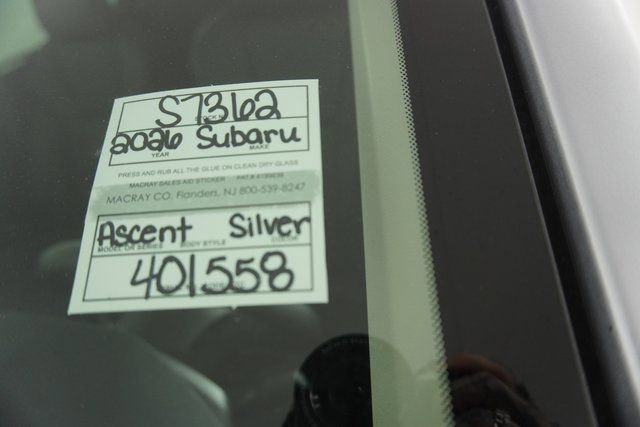 S7362
2026 Subaru
YEAR MAKE
PRESS AND RUB ALL THE GLUE ON CLEAN DRY GLASS
MACRAY SALES AID STICKER PAT#
MACRAY CO. Flanders, NJ 800-539-8247
Ascent Silver
MODEL OR SERIES BODY STYLE COLOR
401558